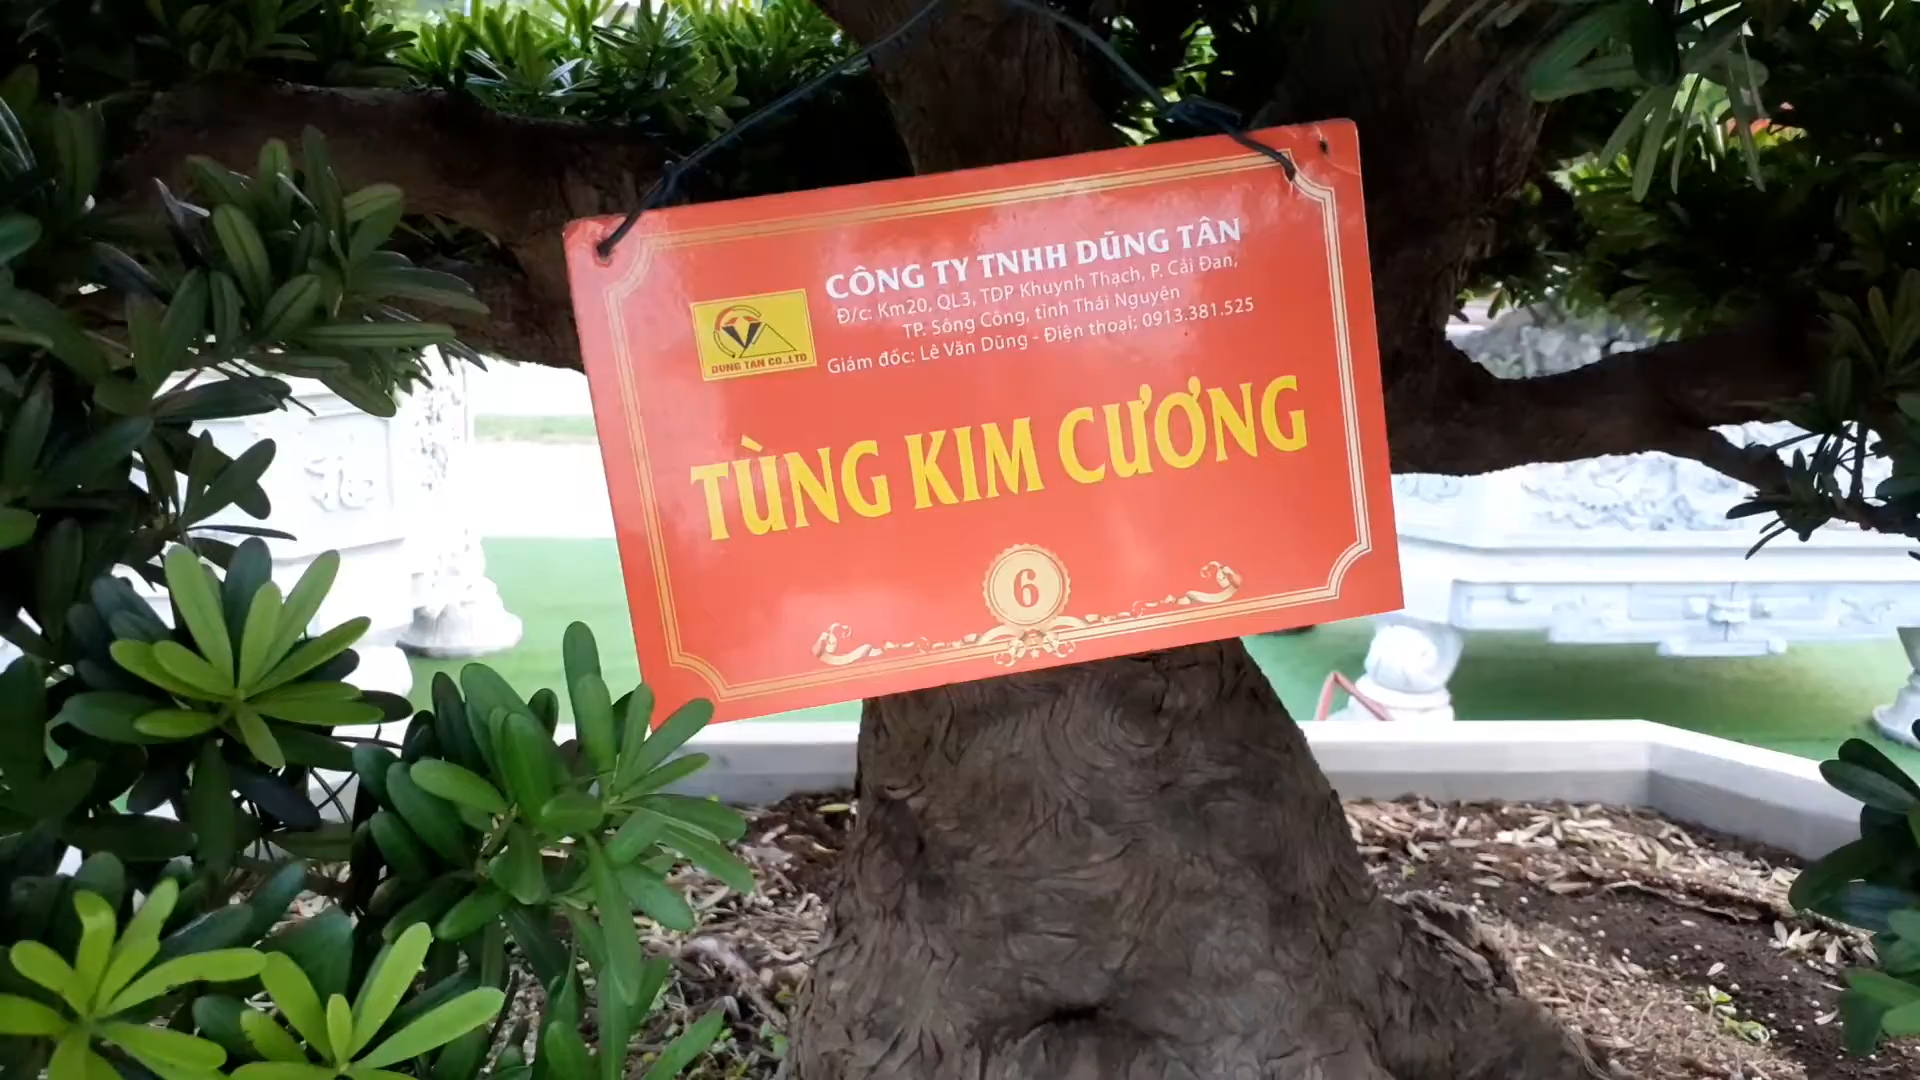 CÔNG TY TNHH DŨNG TÂN
Đ/c: Km20, QL3, TDP Khuynh Thạch, P. Cải Đan,
TP. Sông Công, tỉnh Thái Nguyên
Giám đốc: Lê Văn Dũng - Điện thoại: 0913.381.525
DUNG TAN CO.,LTD
TÙNG KIM CƯƠNG
6